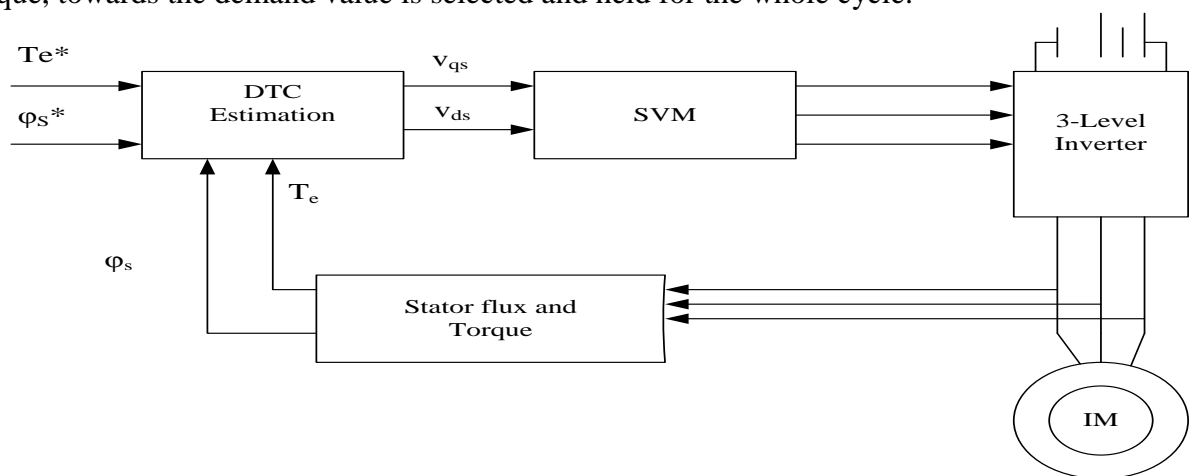 que, towards the demand value is selected and held for the whole cycle.
Te*
φS*
DTC
Estimation
vqs
vds
SVM
3-Level
Inverter
Te
φs
Stator flux and
Torque
IM